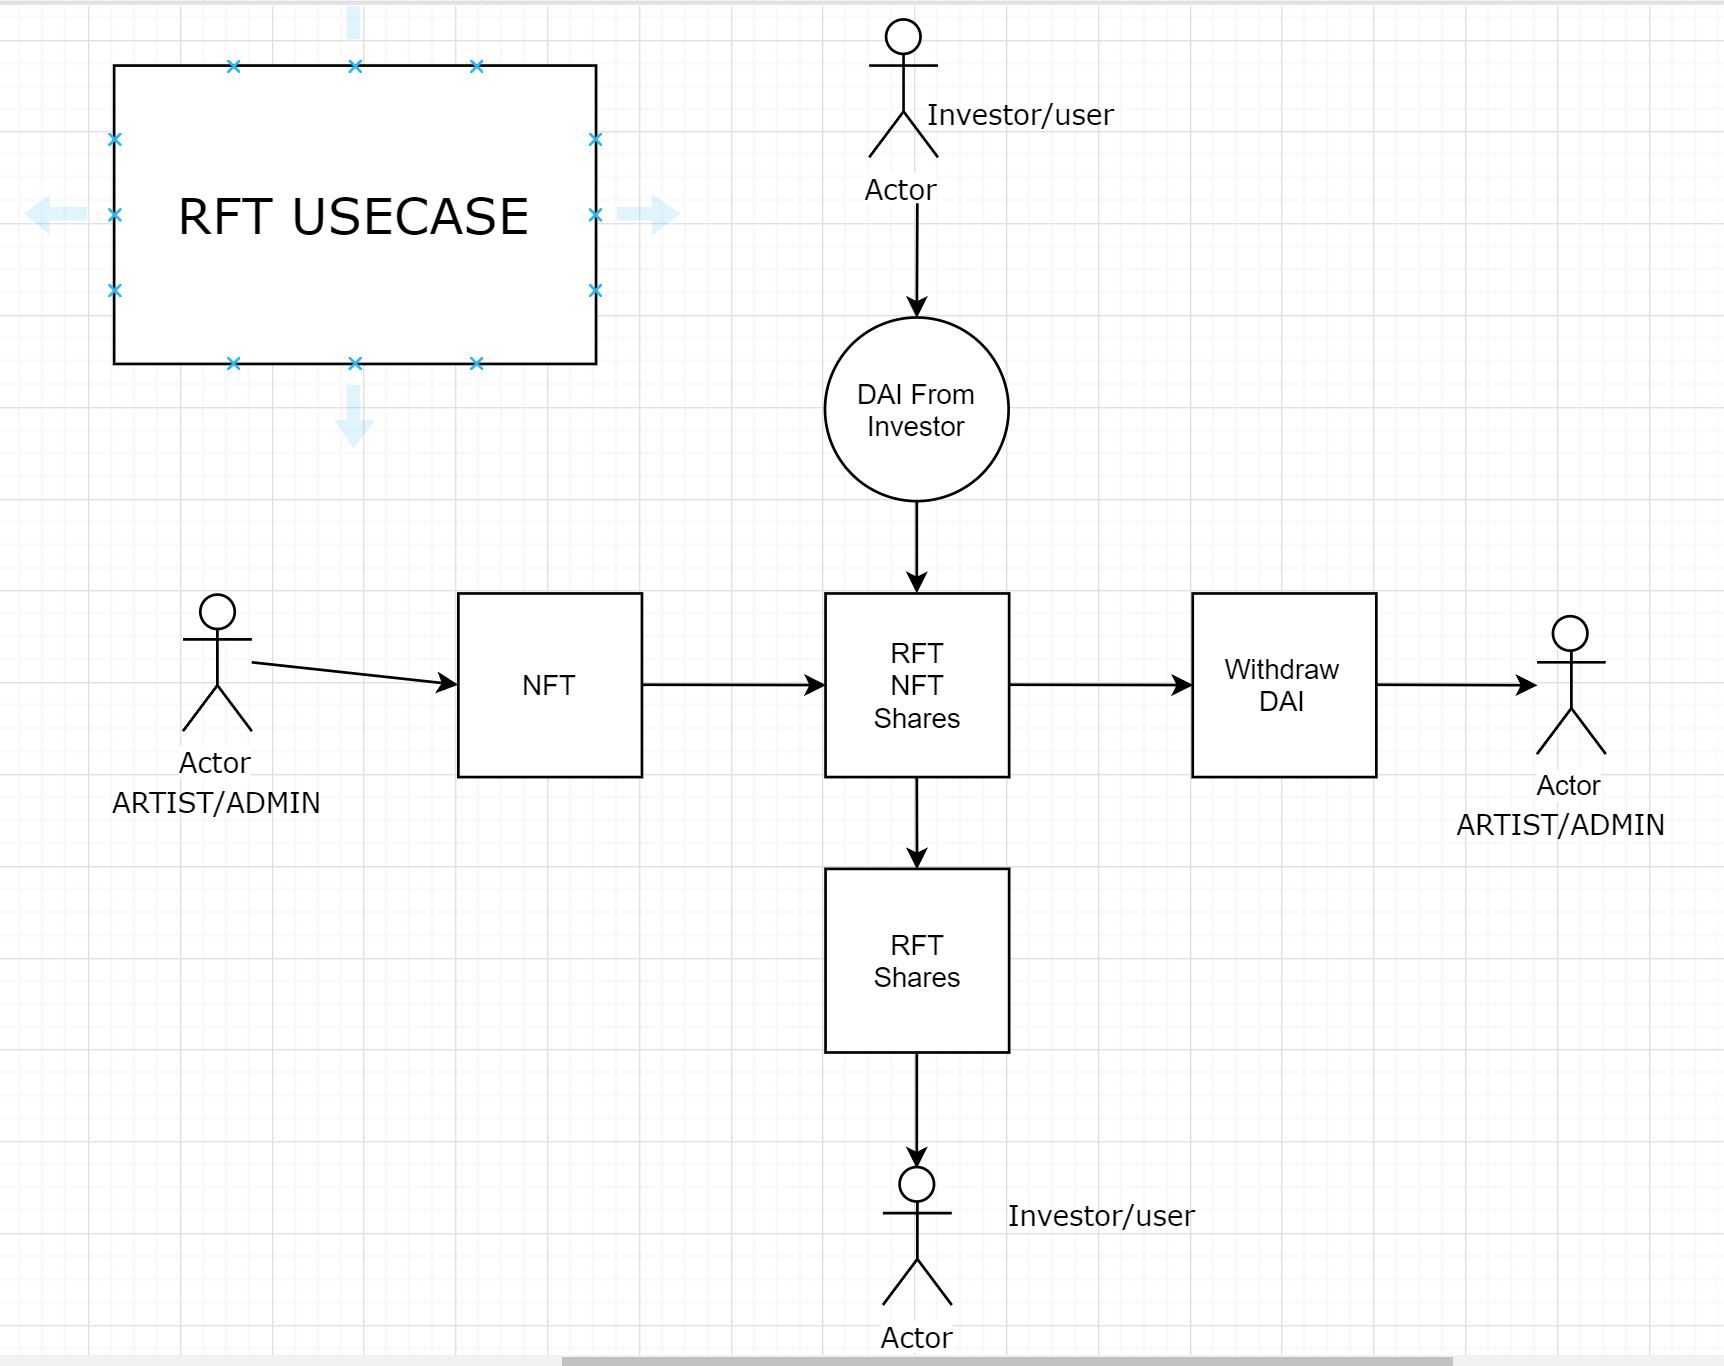 RFT USECASE
Investor/user
Actor
DAI From
Investor
NFT
RFT
NFT
Shares
Withdraw
DAI
Actor
ARTIST/ADMIN
Actor
ARTIST/ADMIN
RFT
Shares
Investor/user
Actor